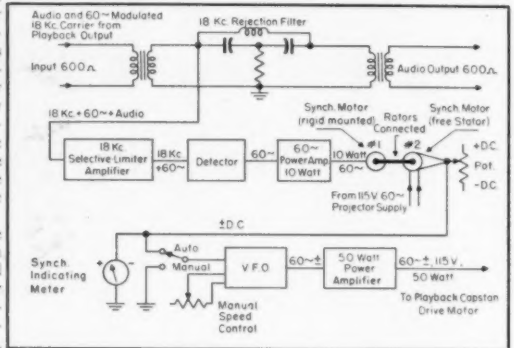 Audio and 60~ Modulated
18 Kc. Carrier from
Playback Output
18 Kc. Rejection Filter
Input 600Ω
Audio Output 600Ω
18 Kc.+60~+Audio
Synch. Motor
(rigid mounted)
Rotors
Connected
Synch. Motor
(free Stator)
#1
#2
+D.C.
Pot.
-D.C.
18 Kc.
Selective-Limiter
Amplifier
18 Kc
+60~
Detector
60~
60~
Power Amp
10 Watt
10 Watt
60~
From 115V 60~
Projector Supply
±D.C
Synch.
Indicating
Meter
+
-
Auto
Manual
V.F.O
60~±
50 Watt
Power
Amplifier
60~±, 115V,
50 Watt
Manual
Speed
Control
To Playback Capstan
Drive Motor